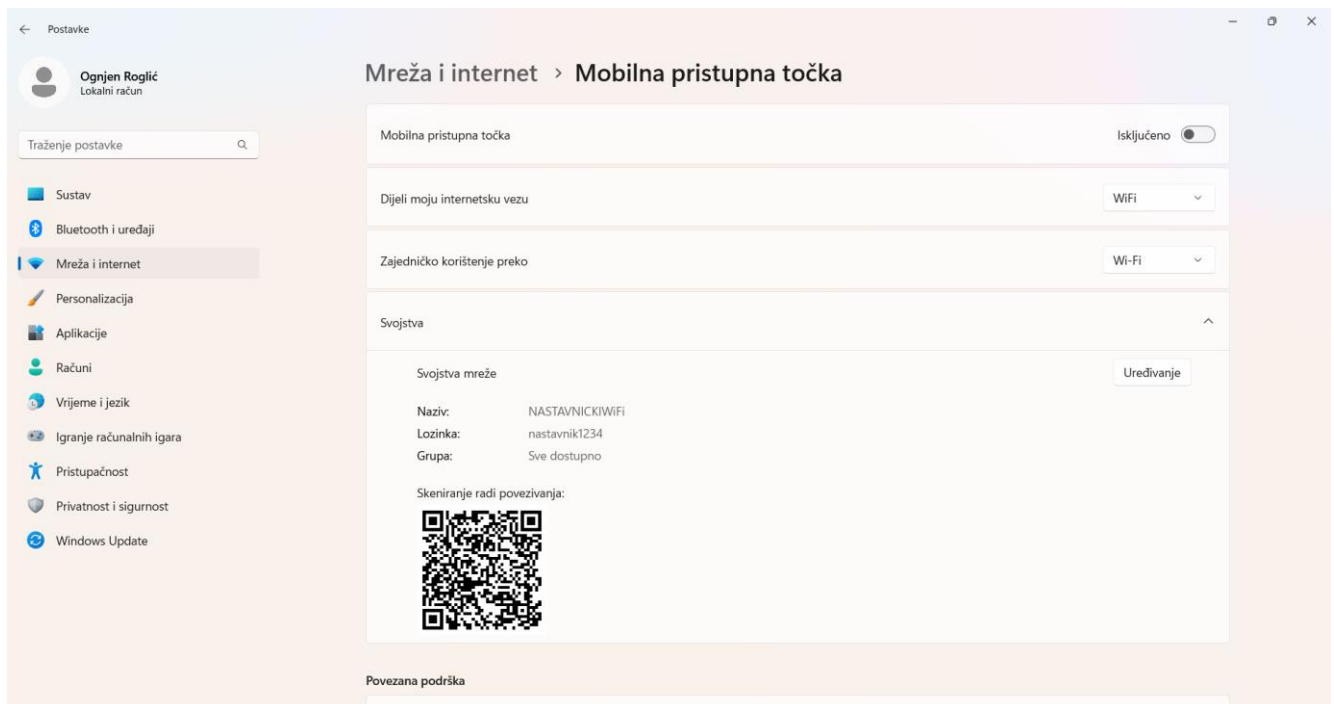 Postavke
Ognjen Roglić
Lokalni račun
Traženje postavke
Sustav
Bluetooth i uređaji
Mreža i internet
Personalizacija
Aplikacije
Računi
Vrijeme i jezik
Igranje računalnih igara
Pristupačnost
Privatnost i sigurnost
Windows Update
Mreža i internet > Mobilna pristupna točka
Mobilna pristupna točka Isključeno
Dijeli moju internetsku vezu WiFi
Zajedničko korištenje preko Wi-Fi
Svojstva
Svojstva mreže Uređivanje
Naziv: NASTAVNICKIWiFi
Lozinka: nastavnik1234
Grupa: Sve dostupno
Skeniranje radi povezivanja:
Povezana podrška